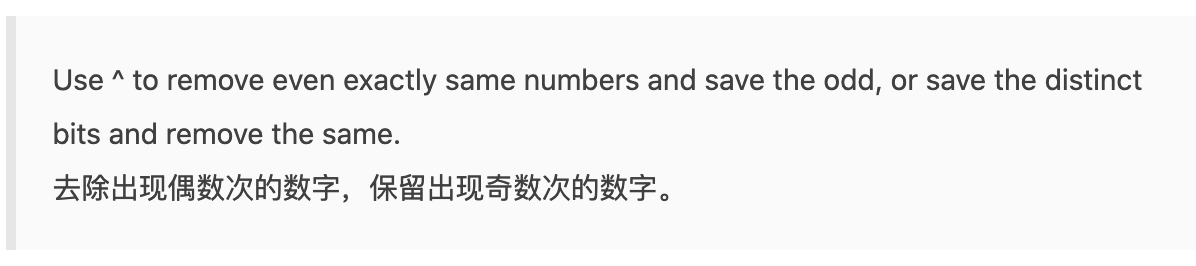 Use ^ to remove even exactly same numbers and save the odd, or save the distinct
bits and remove the same.
去除出现偶数次的数字，保留出现奇数次的数字。